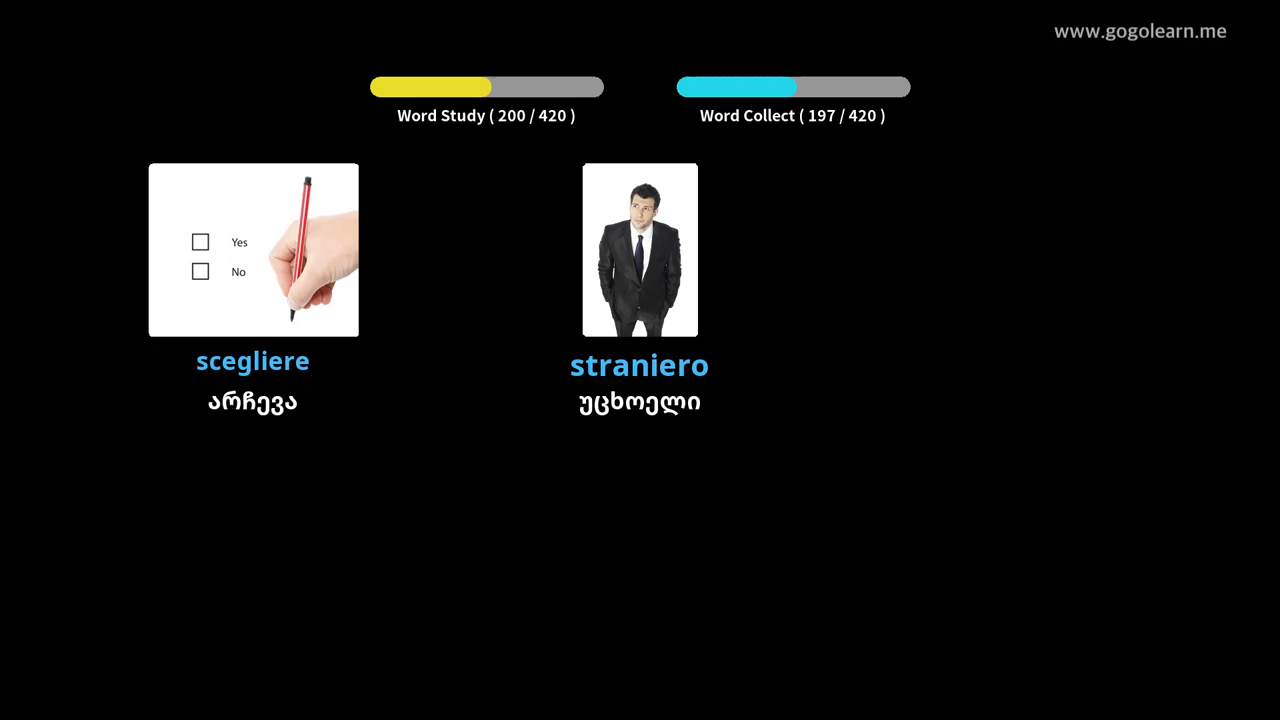 www.gogolearn.me
Word Study ( 200 / 420 )
Word Collect ( 197 / 420 )
Yes
No
scegliere
არჩევა
straniero
უცხოელი